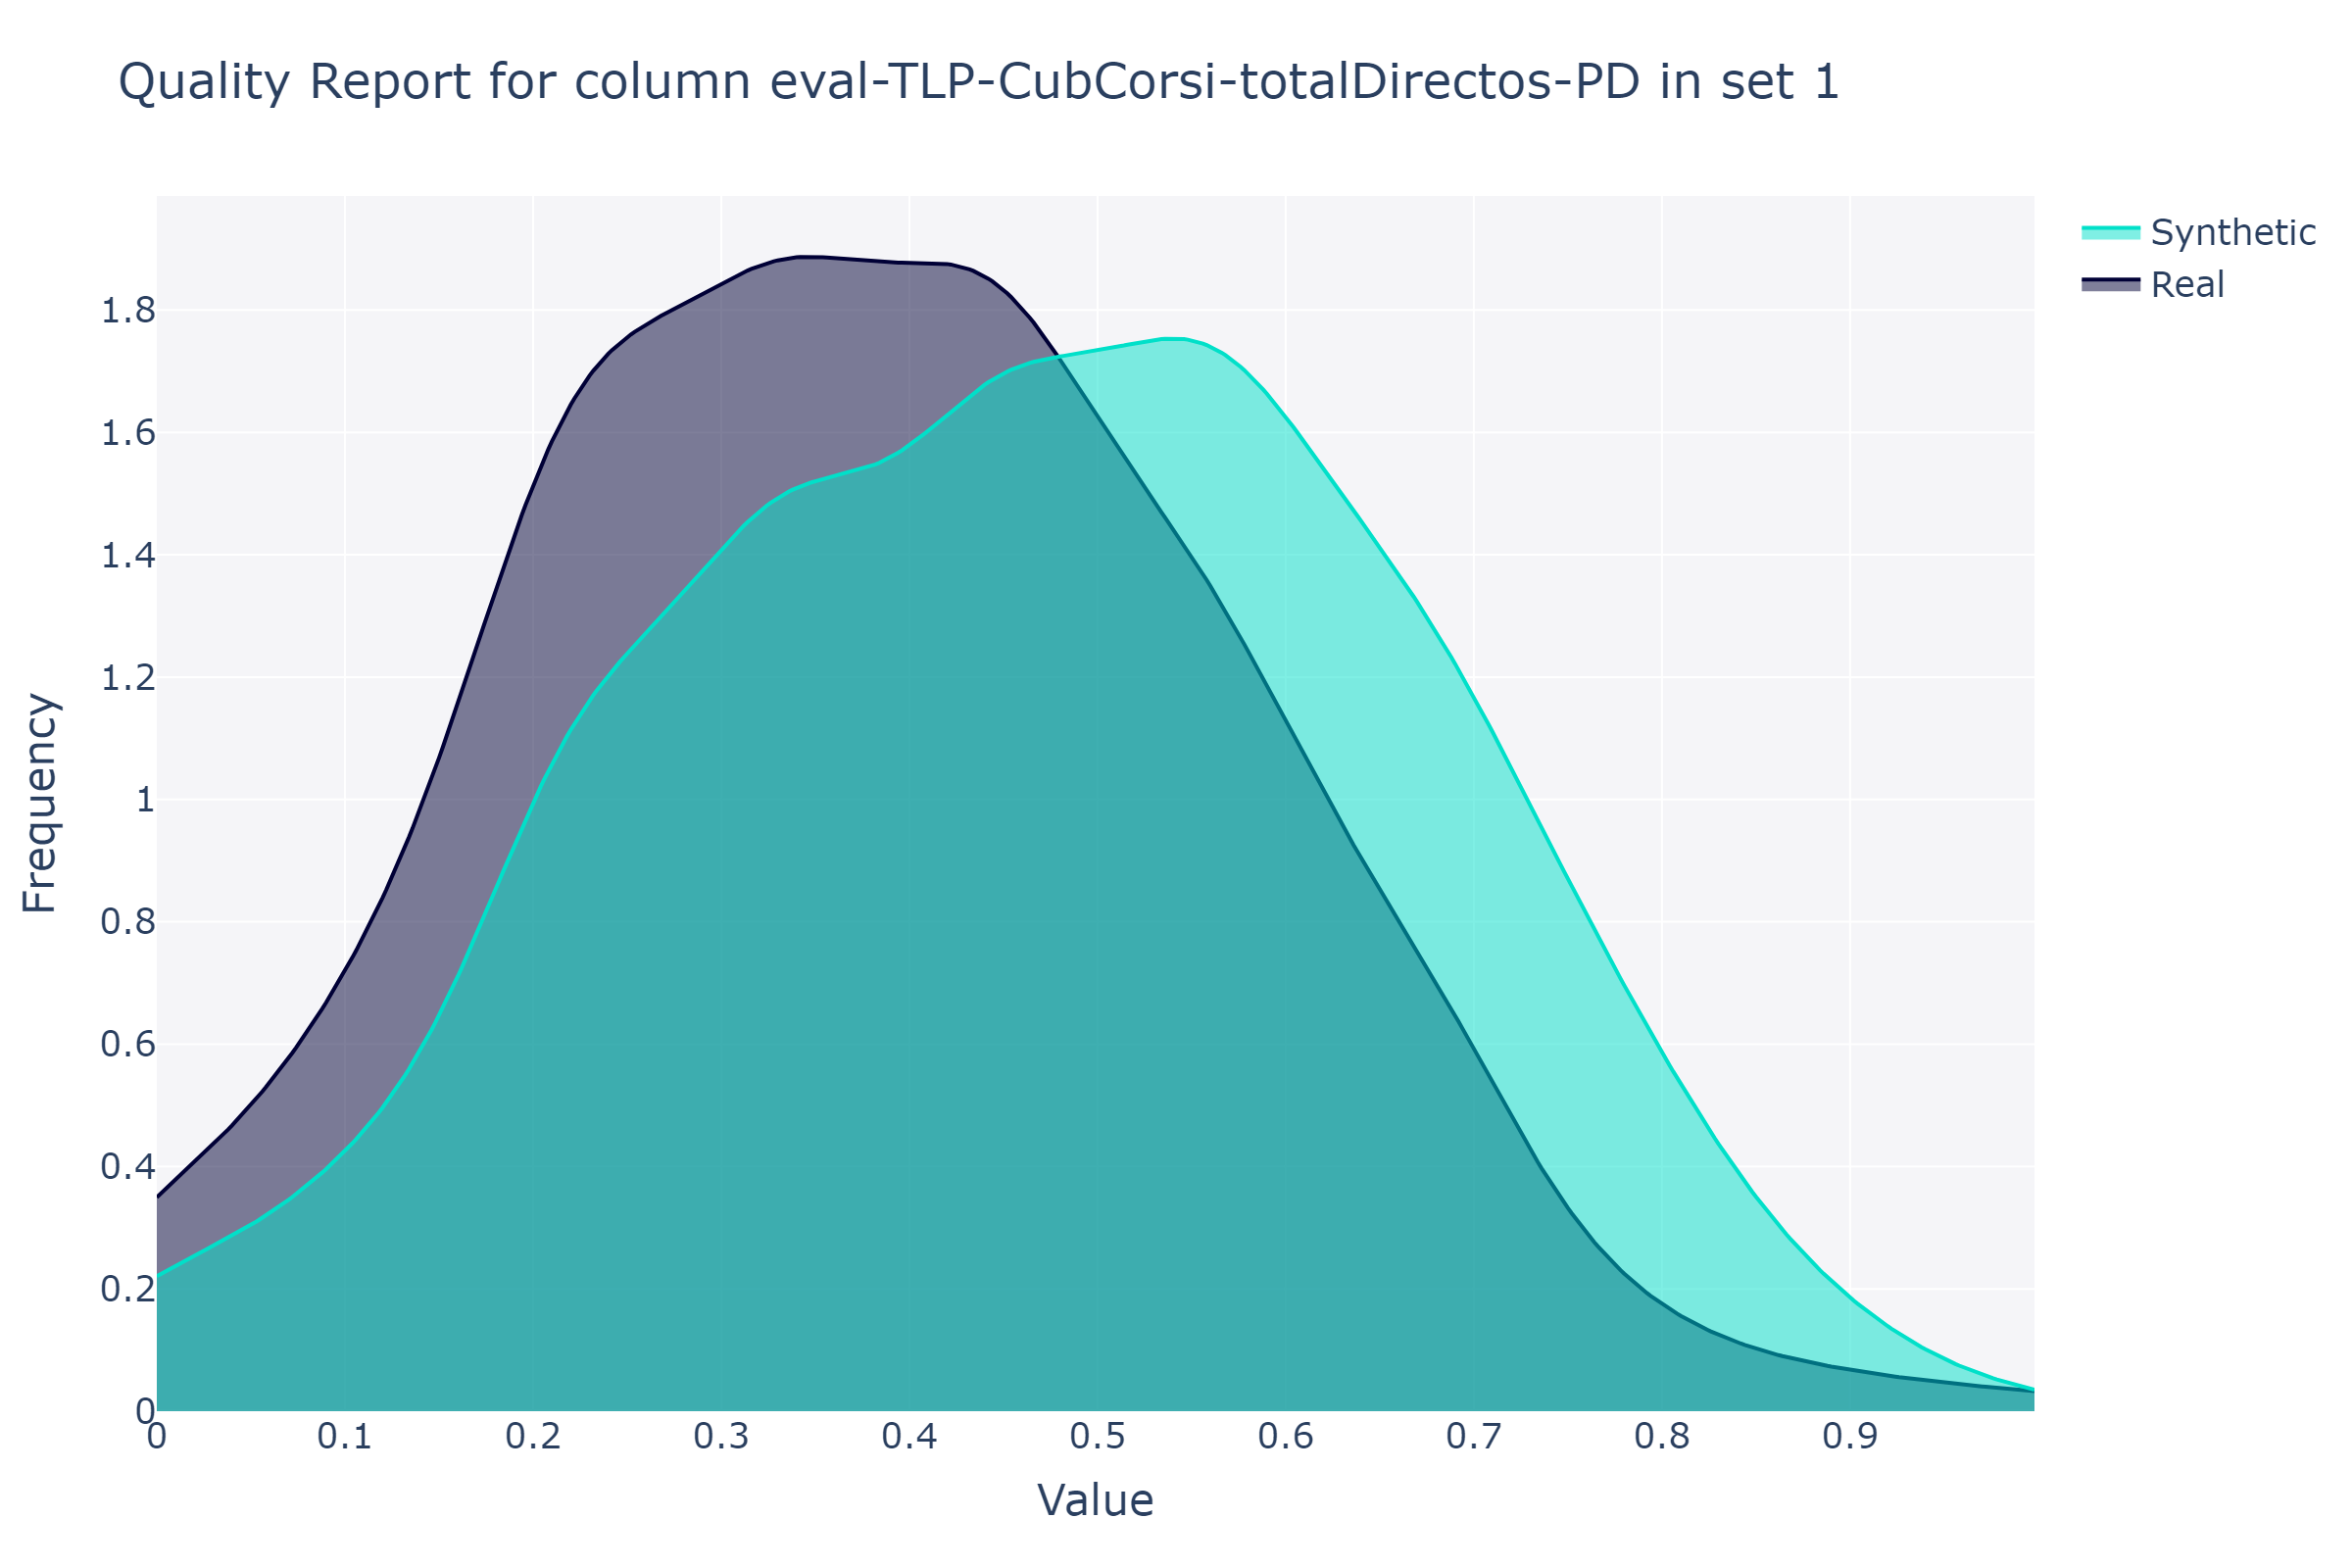 Quality Report for column eval-TLP-CubCorsi-totalDirectos-PD in set 1
Synthetic
Real
Frequency
1.8
1.6
1.4
1.2
1
0.8
0.6
0.4
0.2
0
0 0.1 0.2 0.3 0.4 0.5 0.6 0.7 0.8 0.9
Value